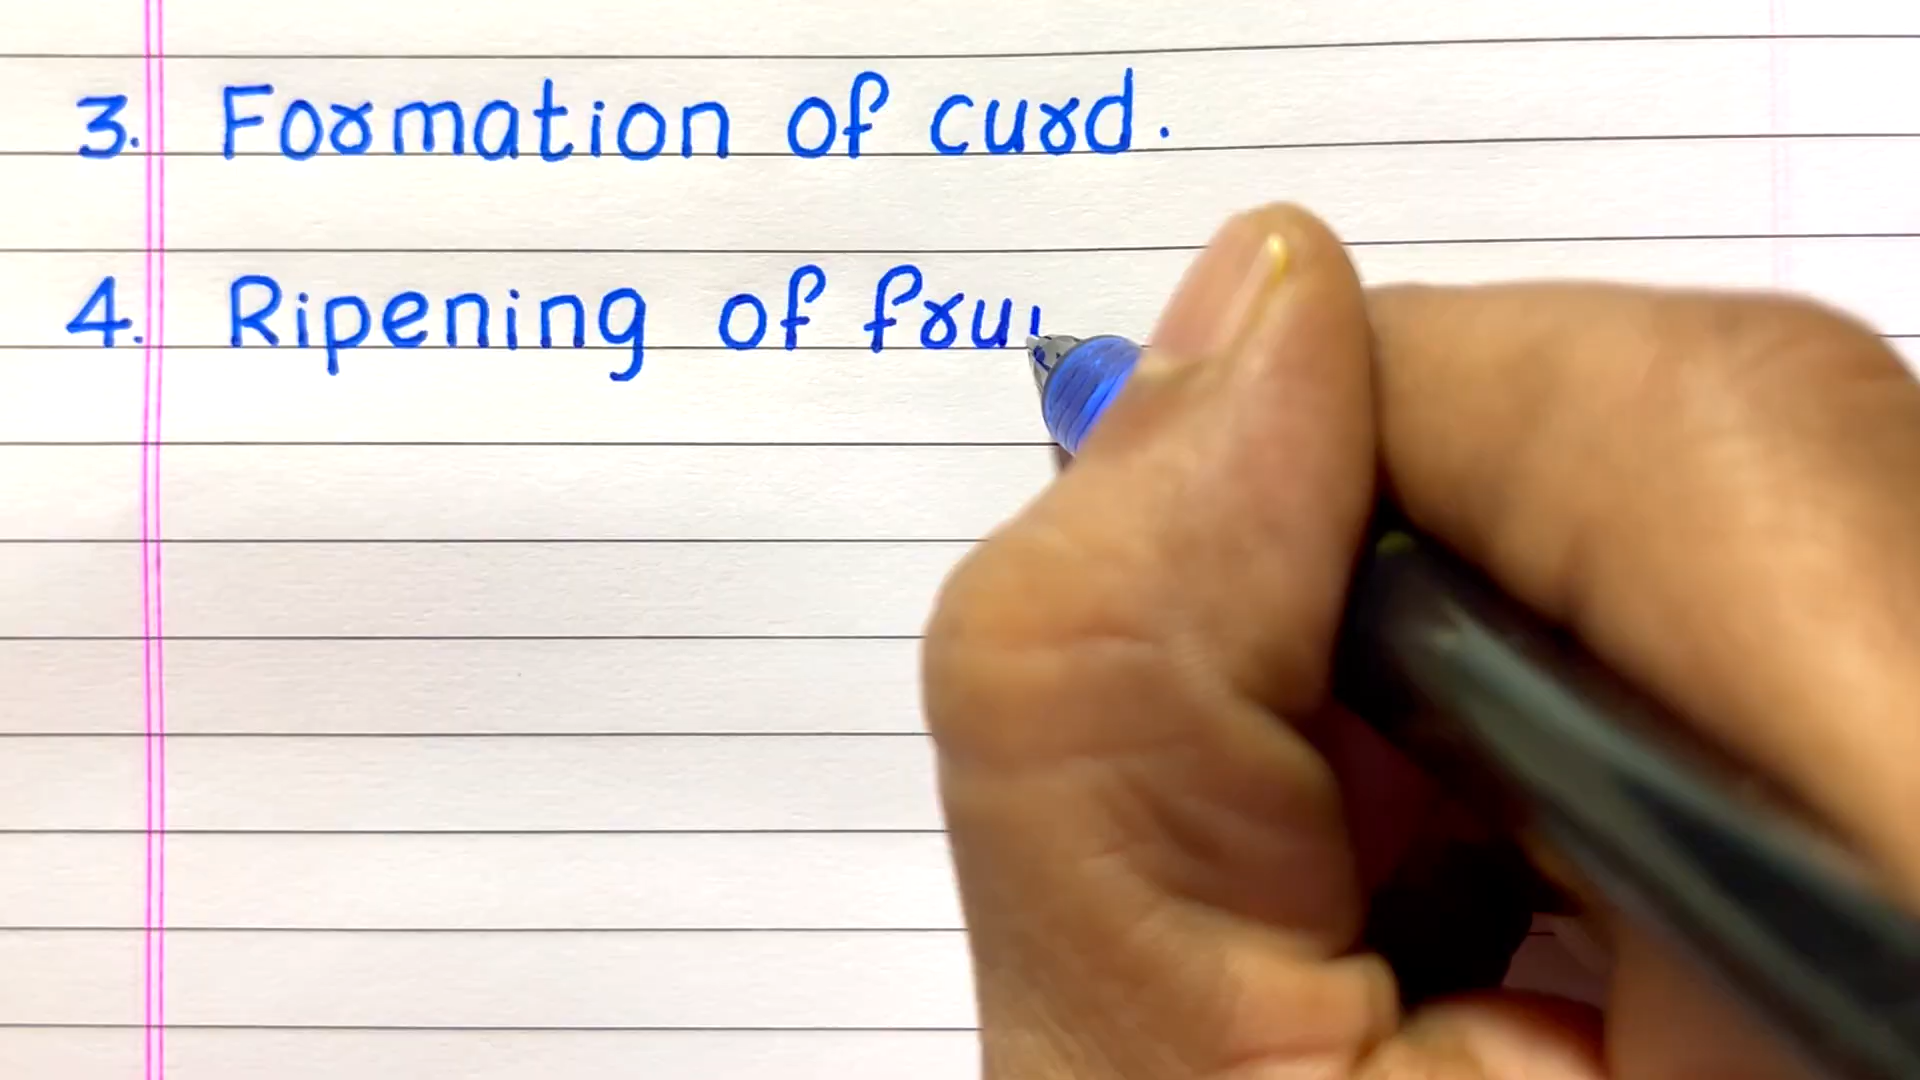 3. Formation of curd.
4. Ripening of frui